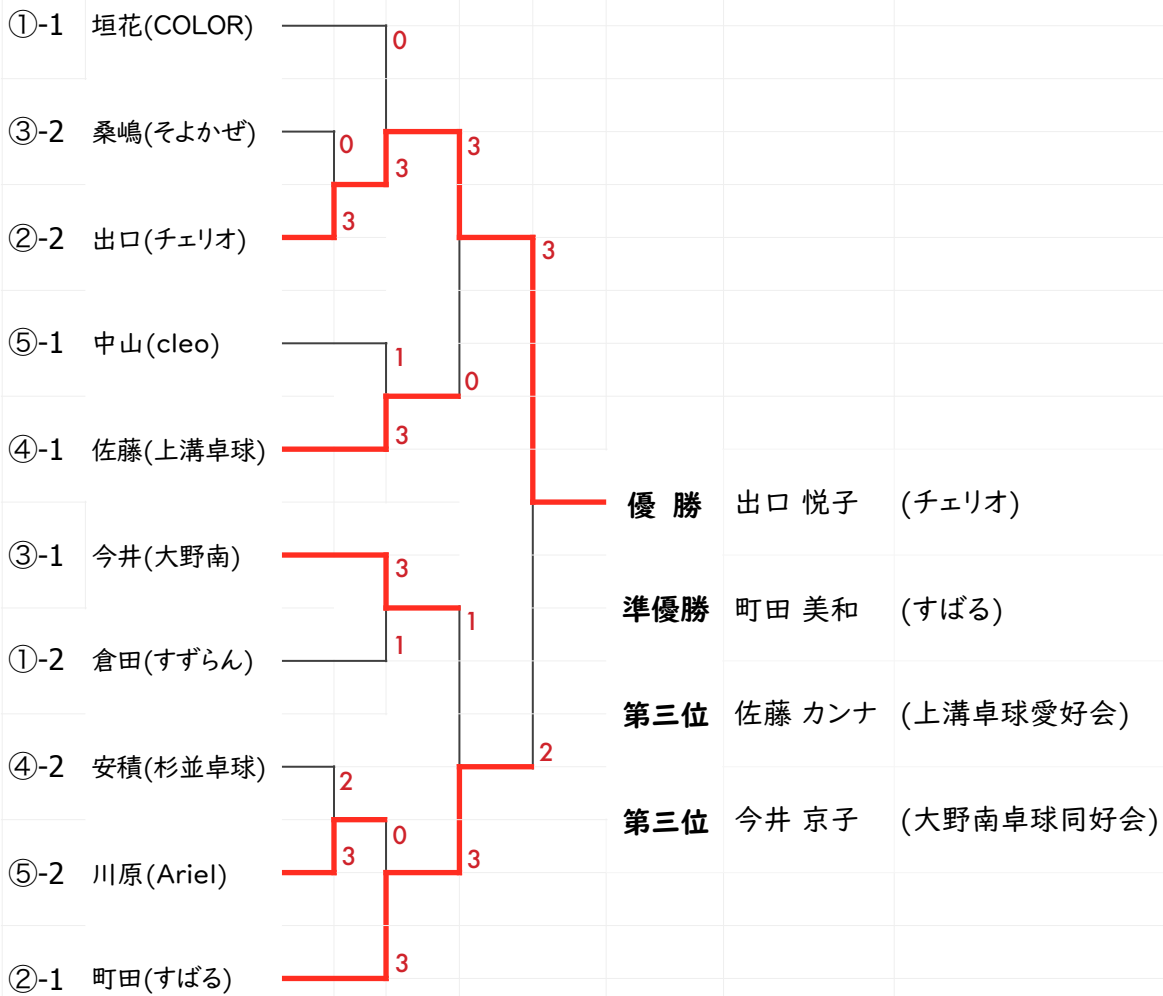 ①-1 垣花(COLOR)
0
③-2 桑嶋(そよかぜ)
0
3
3
3
②-2 出口(チェリオ)
3
⑤-1 中山(cleo)
1
0
3
④-1 佐藤(上溝卓球)
優 勝 出口 悦子 (チェリオ)
③-1 今井(大野南)
3
準優勝 町田 美和 (すばる)
1
1
①-2 倉田(すずらん)
第三位 佐藤 カンナ (上溝卓球愛好会)
2
④-2 安積(杉並卓球)
2
第三位 今井 京子 (大野南卓球同好会)
0
3
3
⑤-2 川原(Ariel)
3
②-1 町田(すばる)